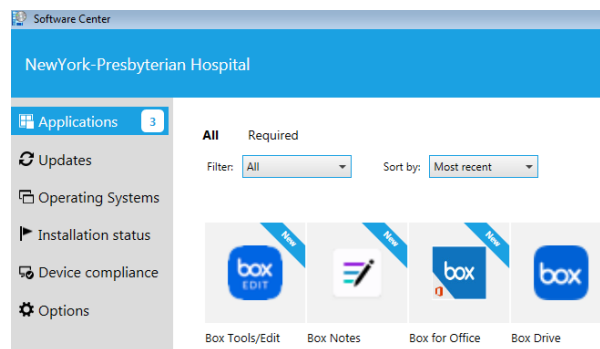 Software Center
NewYork-Presbyterian Hospital
Applications 3
Updates
Operating Systems
Installation status
Device compliance
Options
All Required
Filter: All Sort by: Most recent
New New New
box EDIT box box
Box Tools/Edit Box Notes Box for Office Box Drive